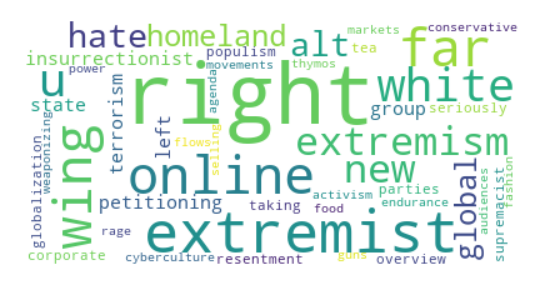 hate
homeland
alt
far
conservative
markets
populism
tea
insurrectionist
movements
thymos
power
u
right
white
state
terrorism
agenda
group
seriously
left
flows
selling
extremism
wing
globalization
weaponizing
online
new
global
activism
parties
endurance
audiences
fashion
supremacist
petitioning
taking
food
extremist
rage
corporate
cyberculture
resentment
guns
overview